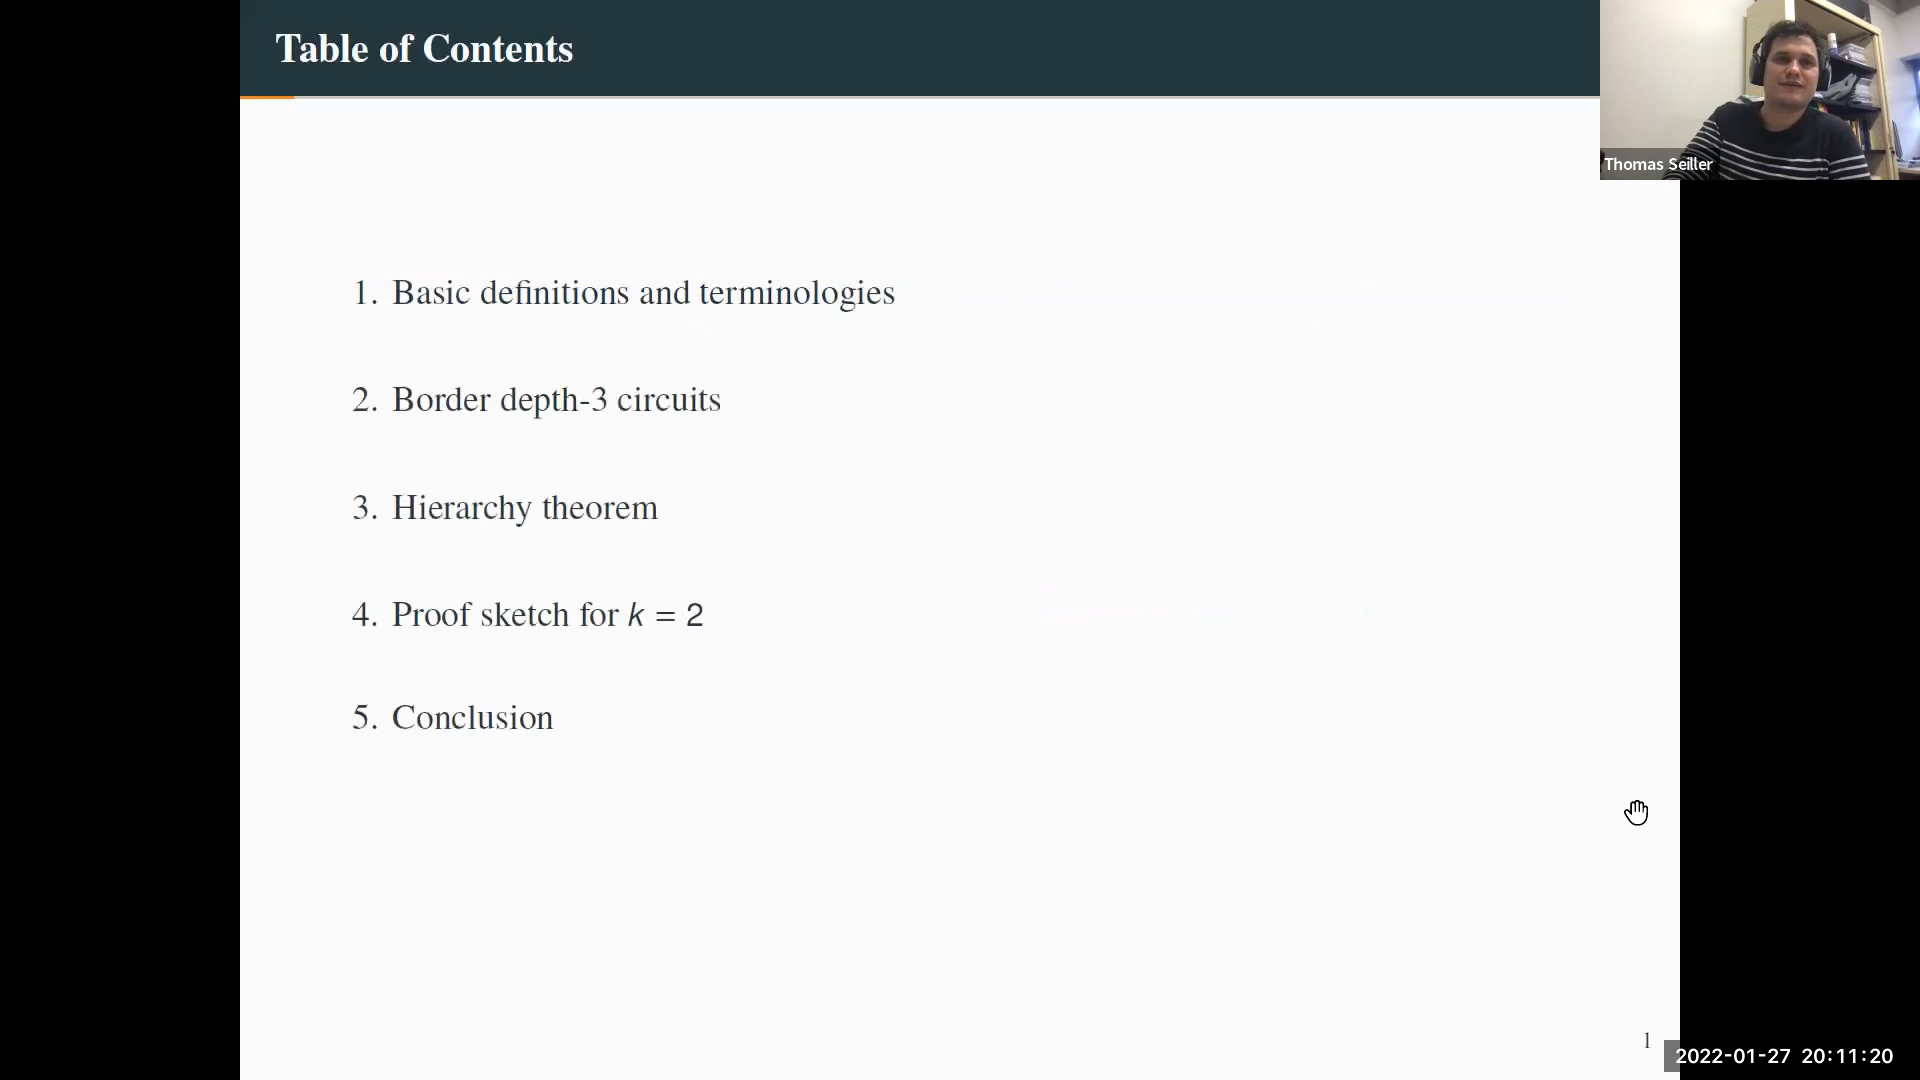 Table of Contents
Thomas Seiller
1. Basic definitions and terminologies
2. Border depth-3 circuits
3. Hierarchy theorem
4. Proof sketch for k = 2
5. Conclusion
1
2022-01-27 20:11:20